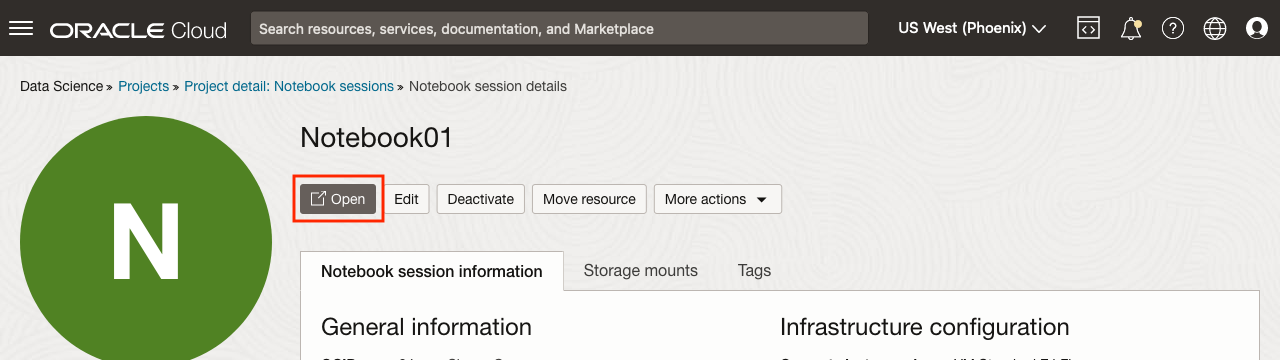 ORACLE Cloud
Search resources, services, documentation, and Marketplace
US West (Phoenix)
Data Science » Projects » Project detail: Notebook sessions » Notebook session details
N
Notebook01
Open Edit Deactivate Move resource More actions
Notebook session information Storage mounts Tags
General information
Infrastructure configuration